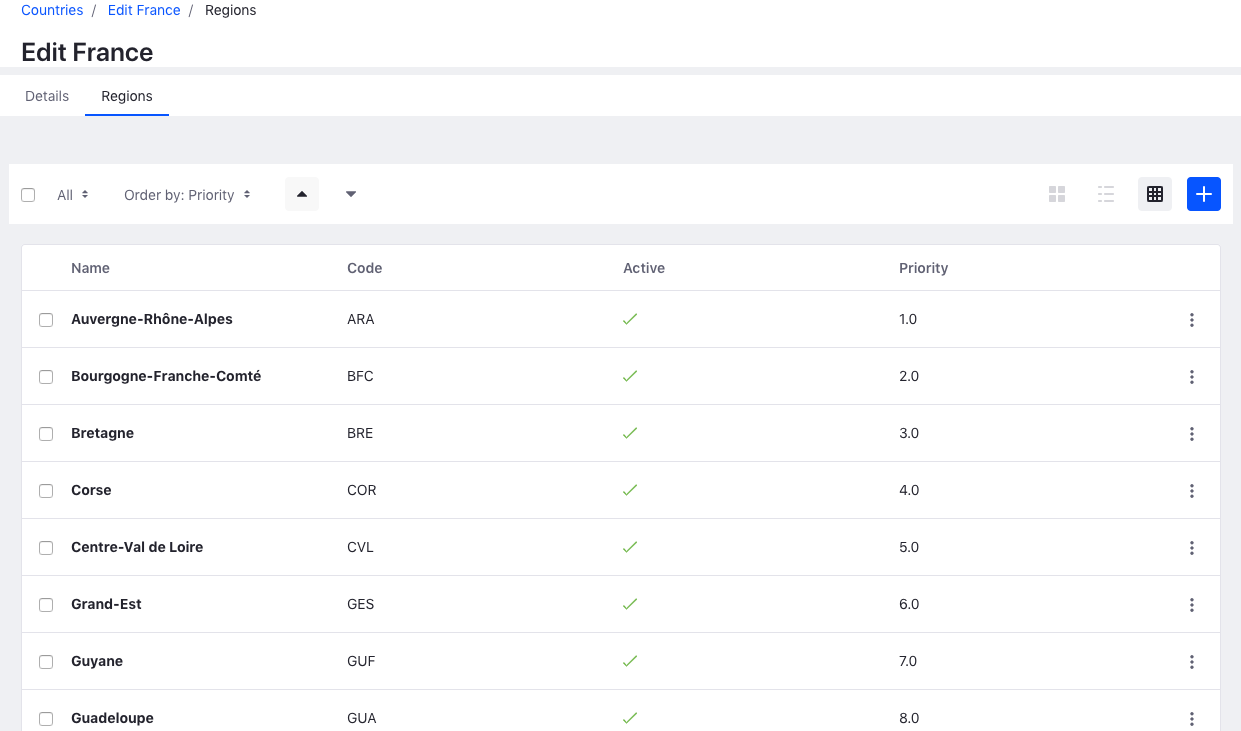 Countries / Edit France / Regions
Edit France
Details Regions
All Order by: Priority
Name Code Active Priority
Auvergne-Rhône-Alpes ARA 1.0
Bourgogne-Franche-Comté BFC 2.0
Bretagne BRE 3.0
Corse COR 4.0
Centre-Val de Loire CVL 5.0
Grand-Est GES 6.0
Guyane GUF 7.0
Guadeloupe GUA 8.0